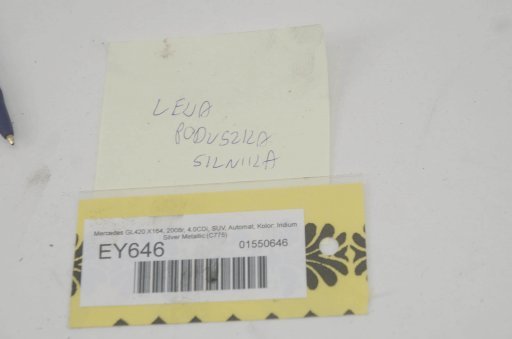 LEWA
PODUSZKA
SILNIKA
Mercedes GL420 X164, 2008r, 4.0CDi, SUV, Automat, Kolor: Iridium
Silver Metallic (C775)
EY646
01550646